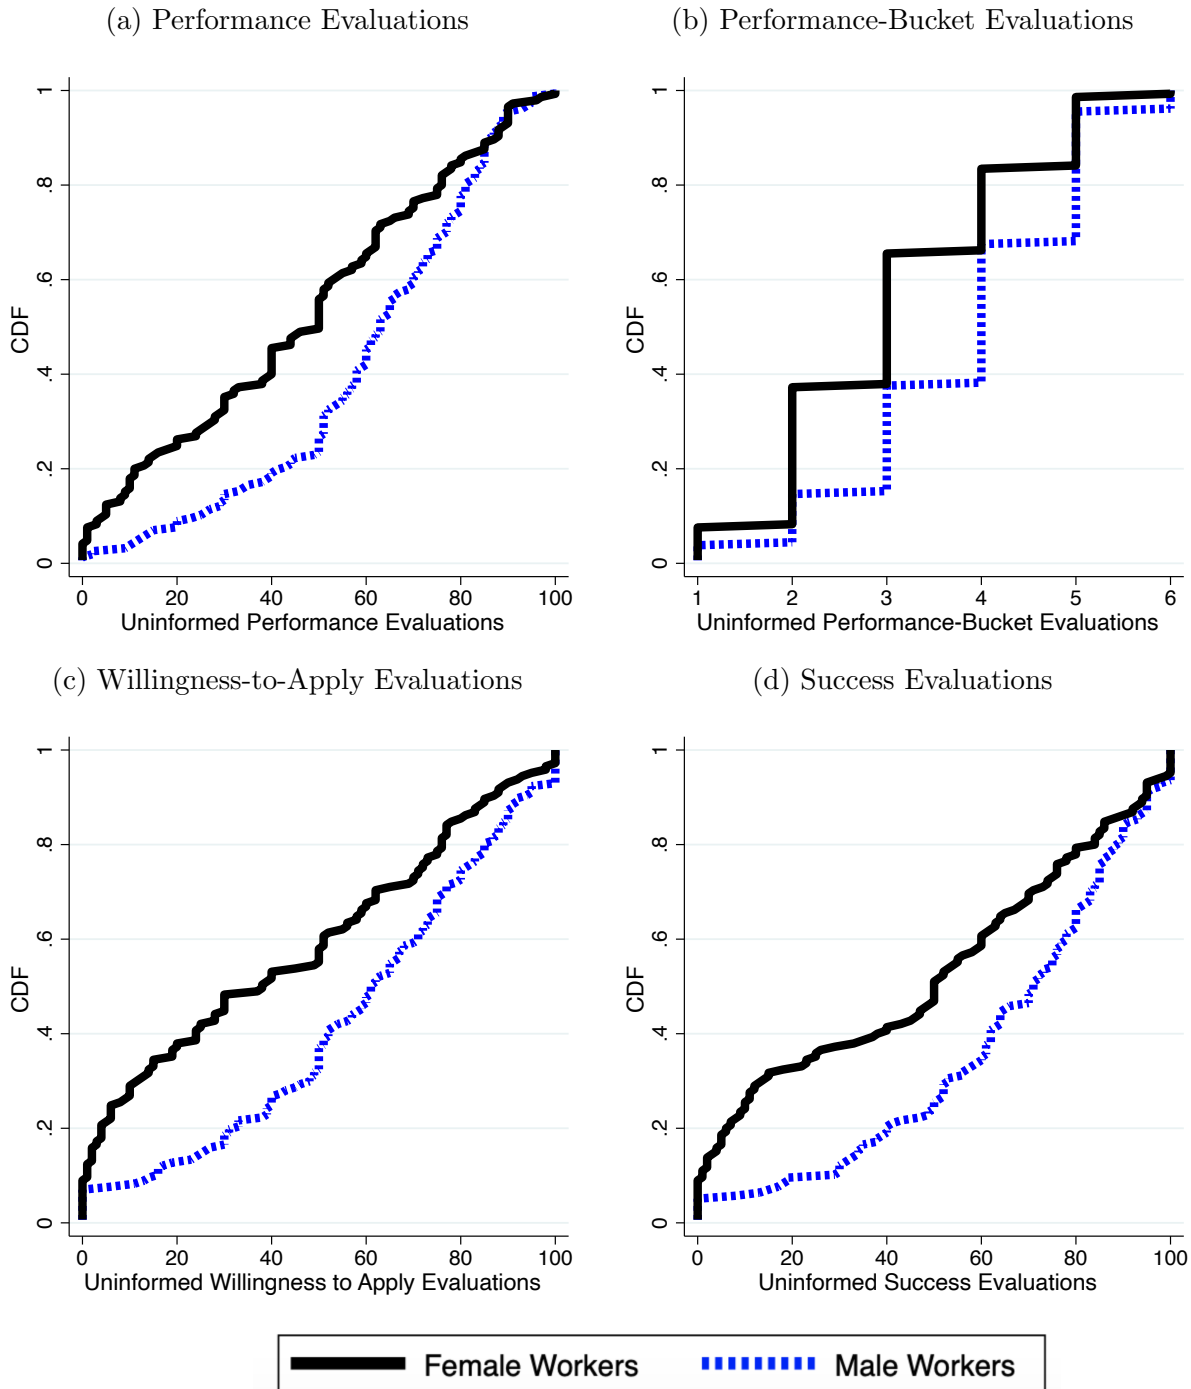 (a) Performance Evaluations
(b) Performance-Bucket Evaluations
CDF
1
.8
.6
.4
.2
0
0 20 40 60 80 100
Uninformed Performance Evaluations
CDF
1
.8
.6
.4
.2
0
1 2 3 4 5 6
Uninformed Performance-Bucket Evaluations
(c) Willingness-to-Apply Evaluations
(d) Success Evaluations
CDF
1
.8
.6
.4
.2
0
0 20 40 60 80 100
Uninformed Willingness to Apply Evaluations
CDF
1
.8
.6
.4
.2
0
0 20 40 60 80 100
Uninformed Success Evaluations
Female Workers
Male Workers